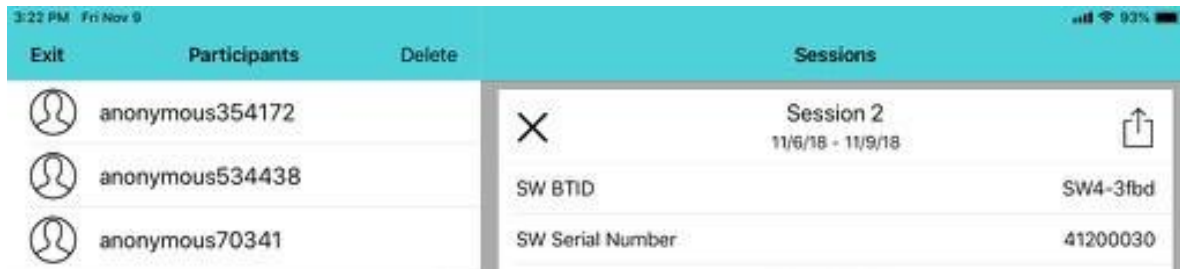 3:22 PM Fri Nov 9 93%
Exit Participants Delete Sessions
anonymous354172
anonymous534438
anonymous70341
Session 2
11/6/18 - 11/9/18
SW BTID SW4-3fbd
SW Serial Number 41200030